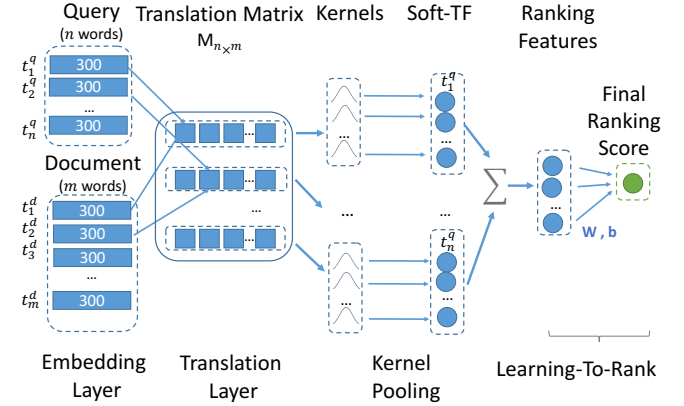 Query
(n words)
t_1^q 300
t_2^q 300
...
t_n^q 300
Document
(m words)
t_1^d 300
t_2^d 300
t_3^d 300
...
t_m^d 300
Embedding
Layer
Translation Matrix
M_{n×m}
...
...
...
...
Translation
Layer
Kernels
...
...
...
Soft-TF
t_1^q
...
...
t_n^q
...
Kernel
Pooling
∑
Ranking
Features
...
W , b
Final
Ranking
Score
Learning-To-Rank